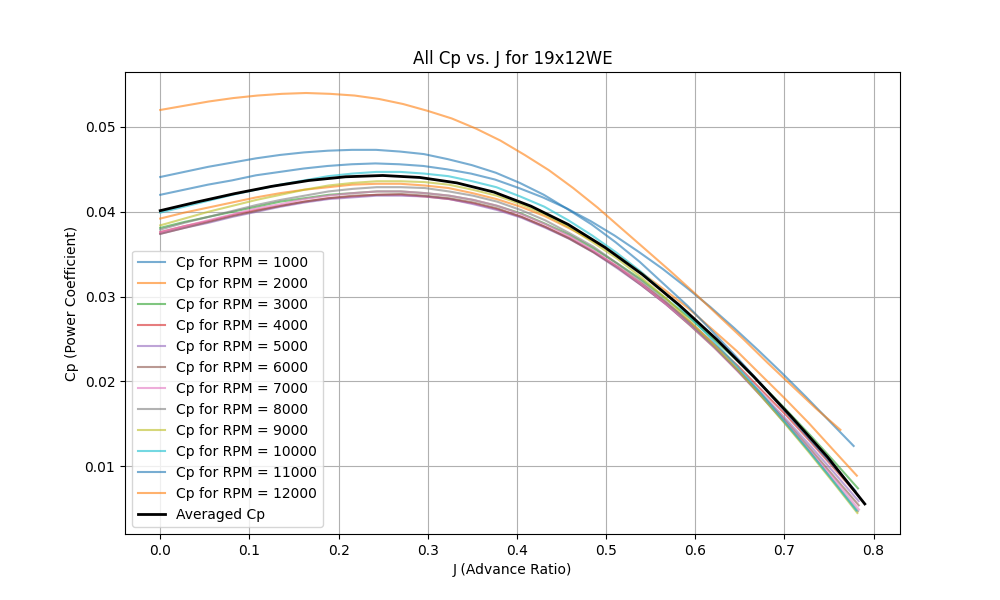 All Cp vs. J for 19x12WE
Cp (Power Coefficient)
0.05
0.04
0.03
0.02
0.01
Cp for RPM = 1000
Cp for RPM = 2000
Cp for RPM = 3000
Cp for RPM = 4000
Cp for RPM = 5000
Cp for RPM = 6000
Cp for RPM = 7000
Cp for RPM = 8000
Cp for RPM = 9000
Cp for RPM = 10000
Cp for RPM = 11000
Cp for RPM = 12000
Averaged Cp
0.0 0.1 0.2 0.3 0.4 0.5 0.6 0.7 0.8
J (Advance Ratio)